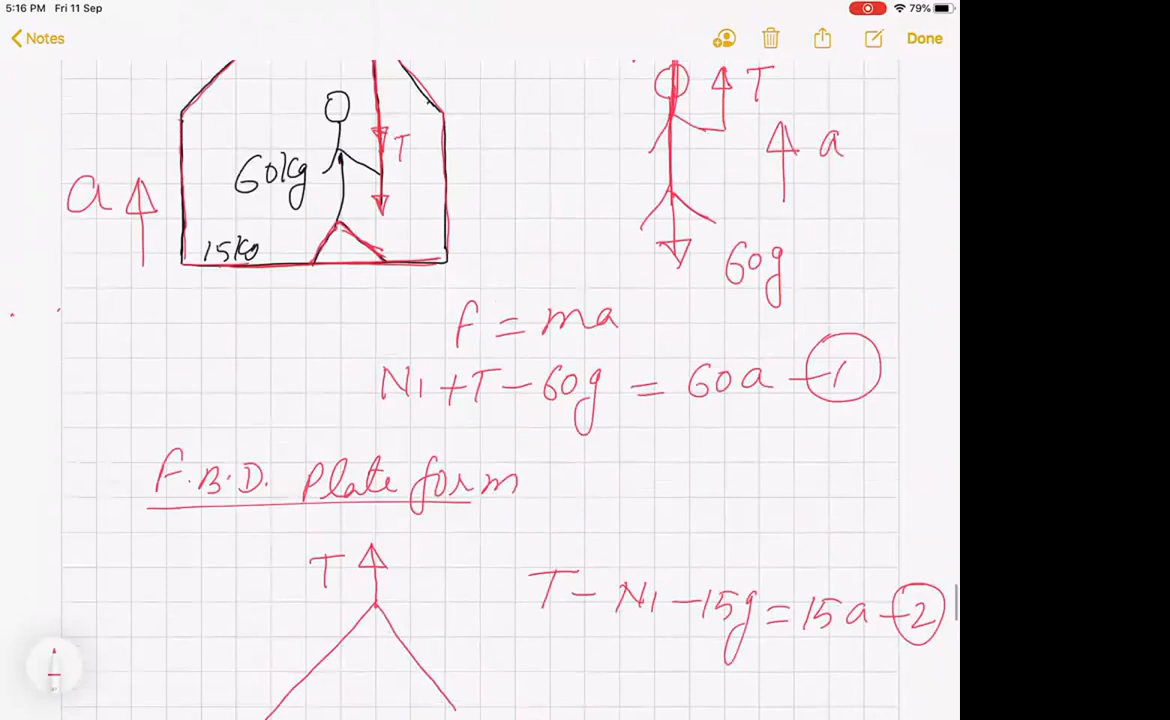 5:16 PM Fri 11 Sep
79%
Notes
Done
T
T
a
60kg
a
15kg
60g
f = ma
N1 + T - 60g = 60a - 1
F.B.D. Plate form
T
T - N1 - 15g = 15a - 2